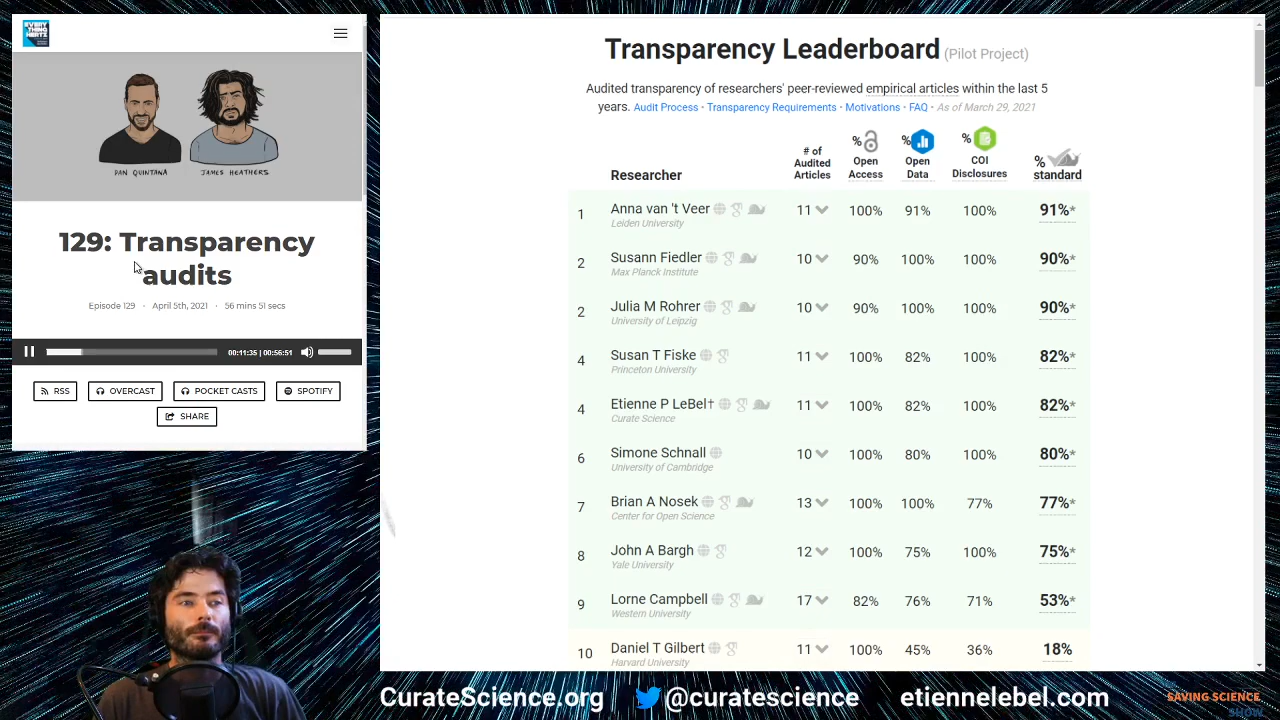 EVERY
THING
HERTZ
DAN QUINTANA
JAMES HEATHERS
129: Transparency
audits
Episode 129 · April 5th, 2021 · 56 mins 51 secs
00:11:35 | 00:56:51
RSS
OVERCAST
POCKET CASTS
SPOTIFY
SHARE
Transparency Leaderboard (Pilot Project)
Audited transparency of researchers' peer-reviewed empirical articles within the last 5
years. Audit Process · Transparency Requirements · Motivations · FAQ · As of March 29, 2021
Researcher
# of
Audited
Articles
%
Open
Access
%
Open
Data
%
COI
Disclosures
%
standard
1 Anna van 't Veer 11 100% 91% 100% 91%*
Leiden University
2 Susann Fiedler 10 90% 100% 100% 90%*
Max Planck Institute
2 Julia M Rohrer 10 90% 100% 100% 90%*
University of Leipzig
4 Susan T Fiske 11 100% 82% 100% 82%*
Princeton University
4 Etienne P LeBel† 11 100% 82% 100% 82%*
Curate Science
6 Simone Schnall 10 100% 80% 100% 80%*
University of Cambridge
7 Brian A Nosek 13 100% 100% 77% 77%*
Center for Open Science
8 John A Bargh 12 100% 75% 100% 75%*
Yale University
9 Lorne Campbell 17 82% 76% 71% 53%*
Western University
10 Daniel T Gilbert 11 100% 45% 36% 18%
Harvard University
CurateScience.org @curatescience etiennelebel.com
SAVING SCIENCE
SHOW